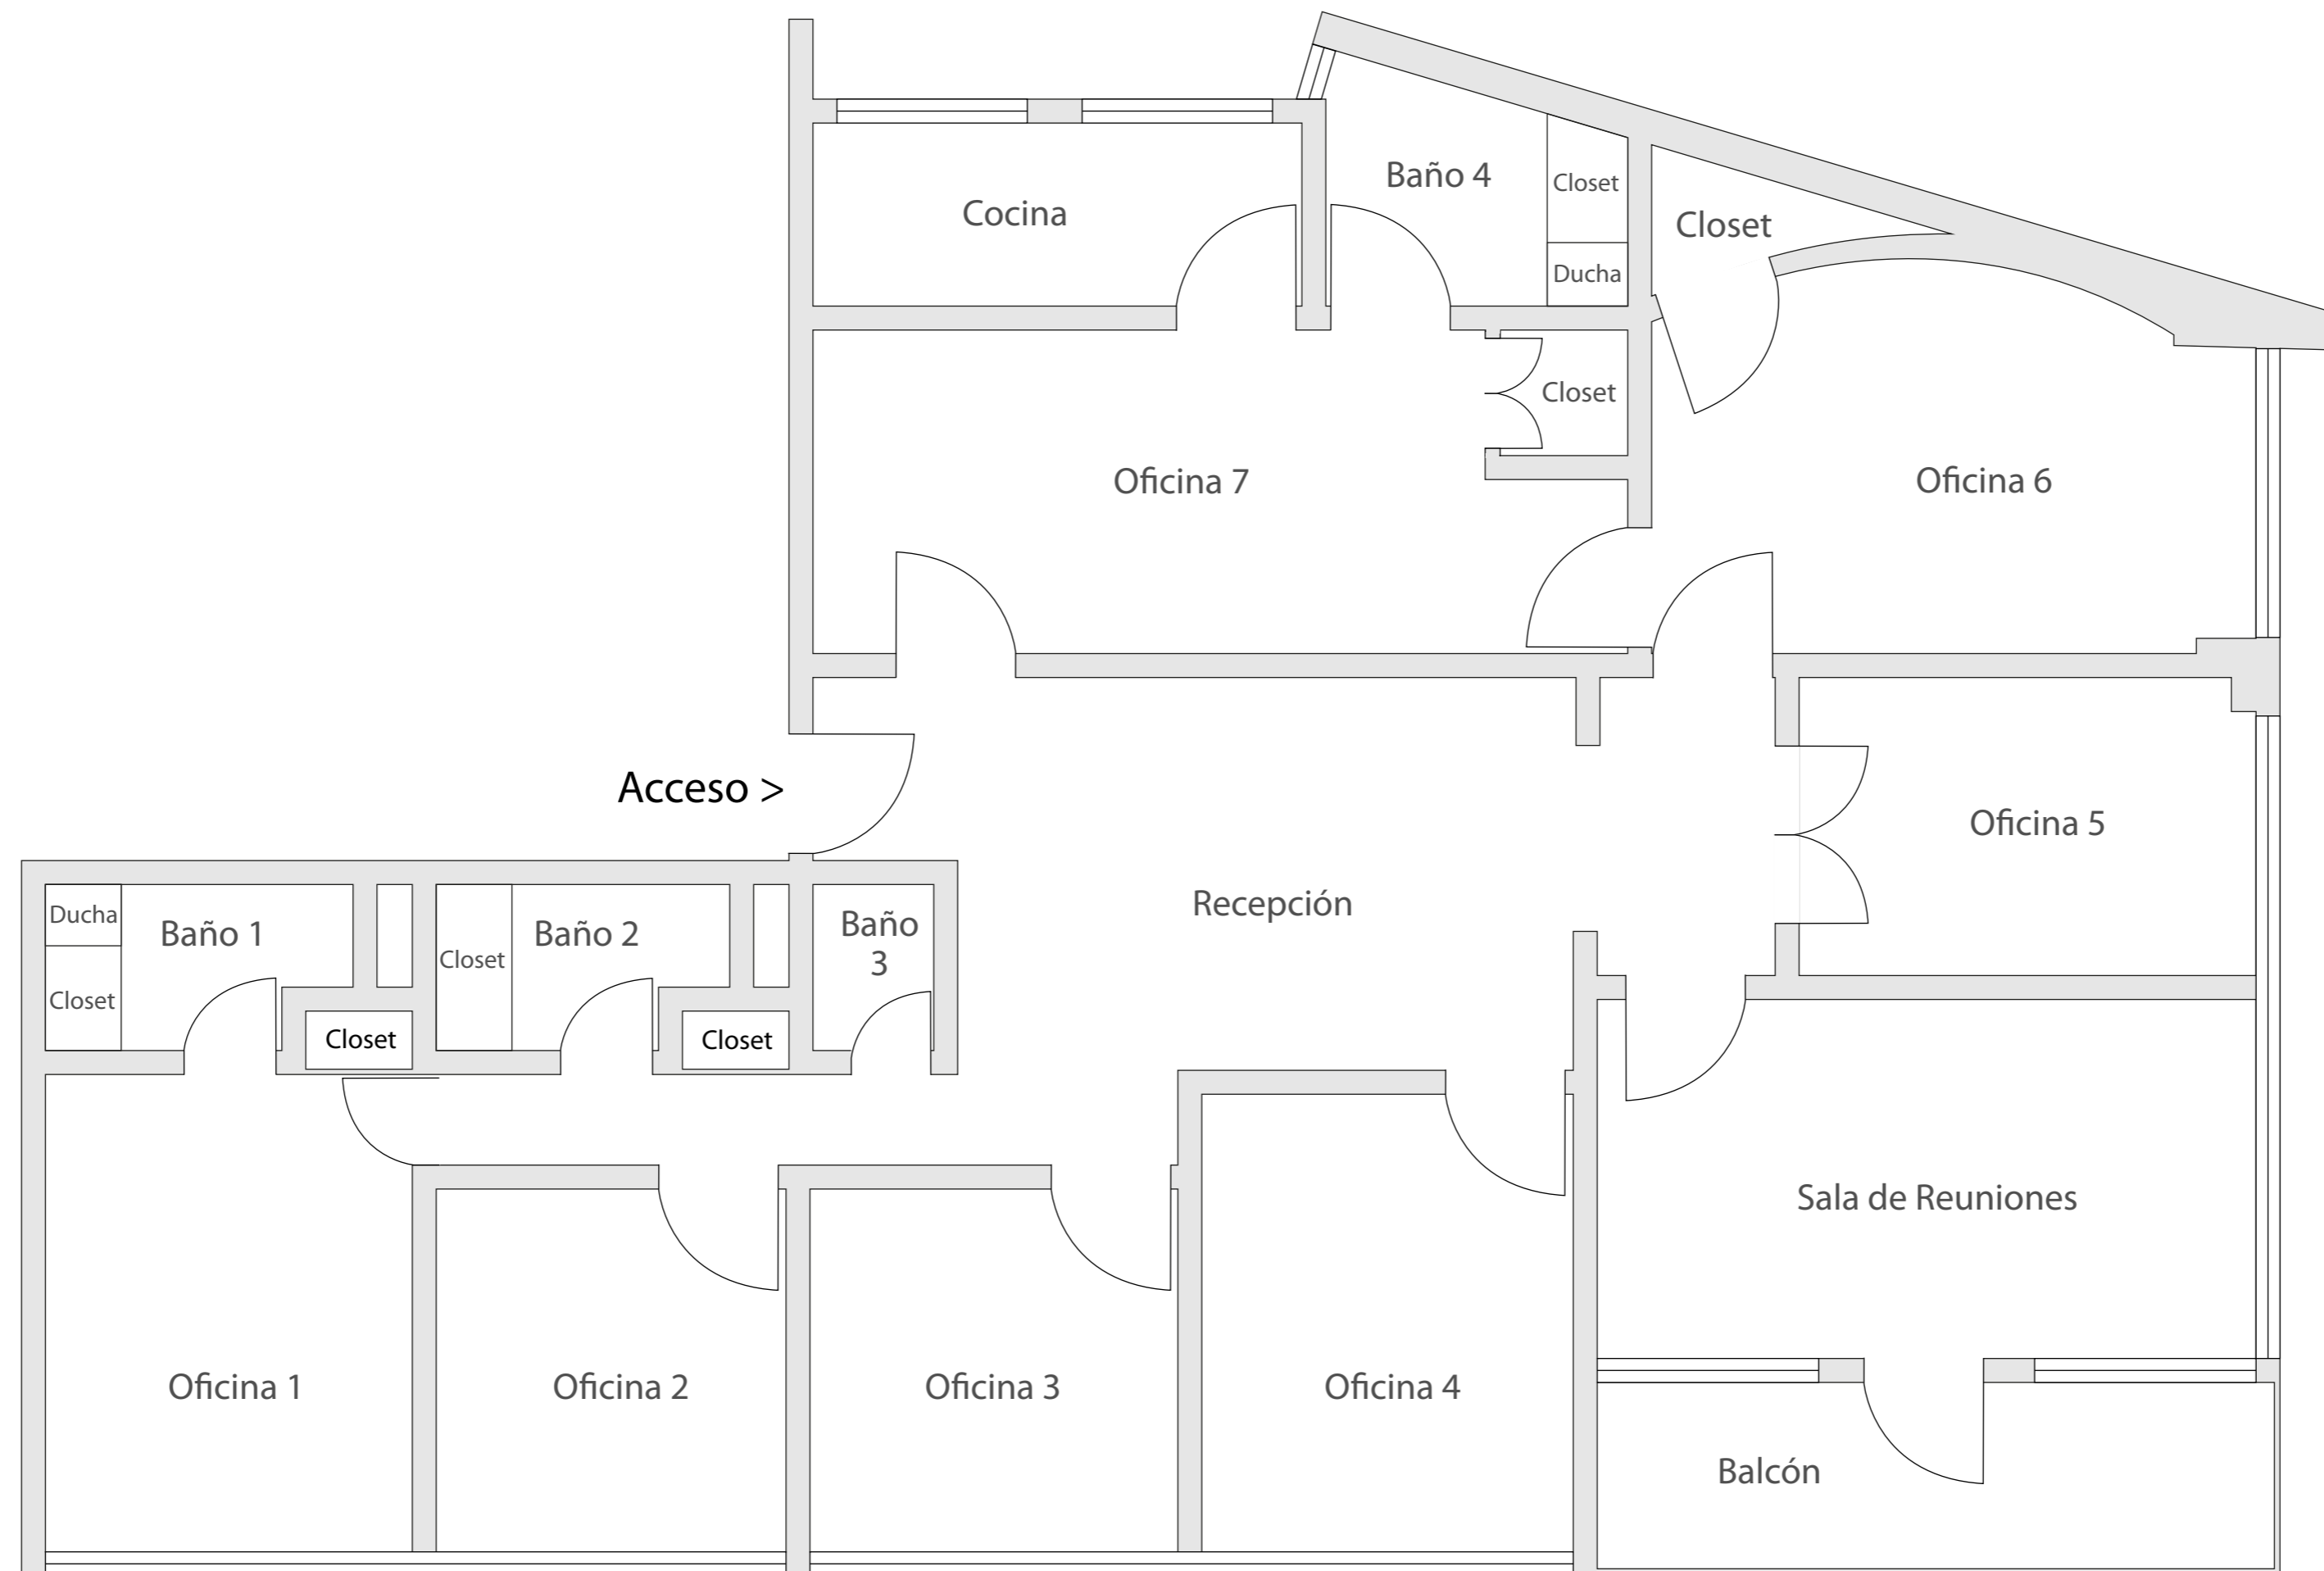 Baño 4
Closet
Cocina
Closet
Ducha
Closet
Oficina 7
Oficina 6
Acceso >
Oficina 5
Recepción
Ducha
Baño 1
Closet
Closet
Baño 2
Closet
Closet
Baño
3
Sala de Reuniones
Oficina 1
Oficina 2
Oficina 3
Oficina 4
Balcón